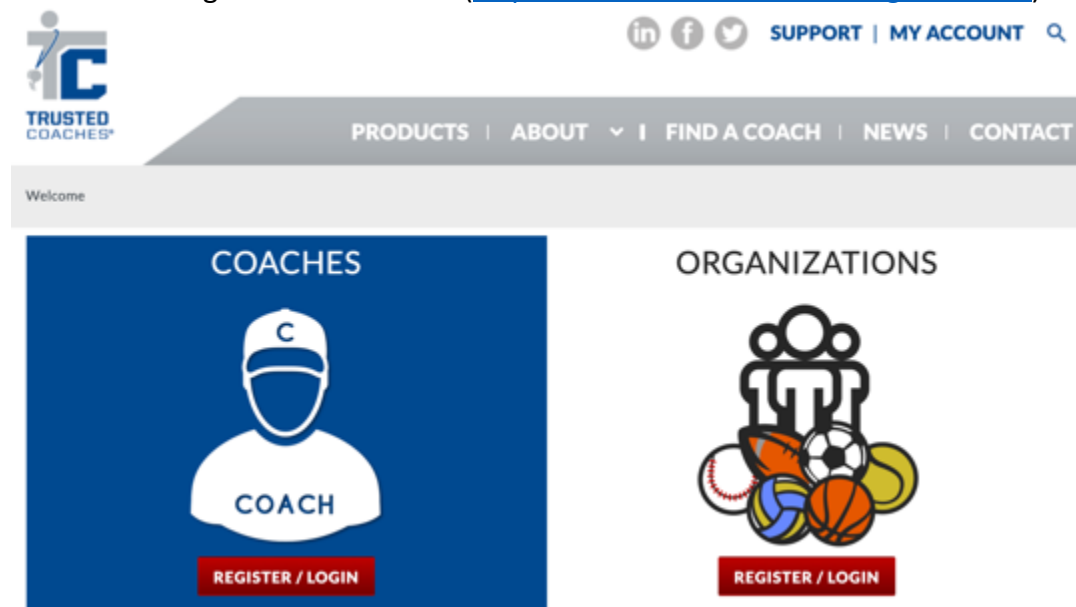 SUPPORT | MY ACCOUNT
TRUSTED
COACHES®
PRODUCTS | ABOUT | FIND A COACH | NEWS | CONTACT
Welcome
COACHES
ORGANIZATIONS
C
COACH
REGISTER / LOGIN
REGISTER / LOGIN